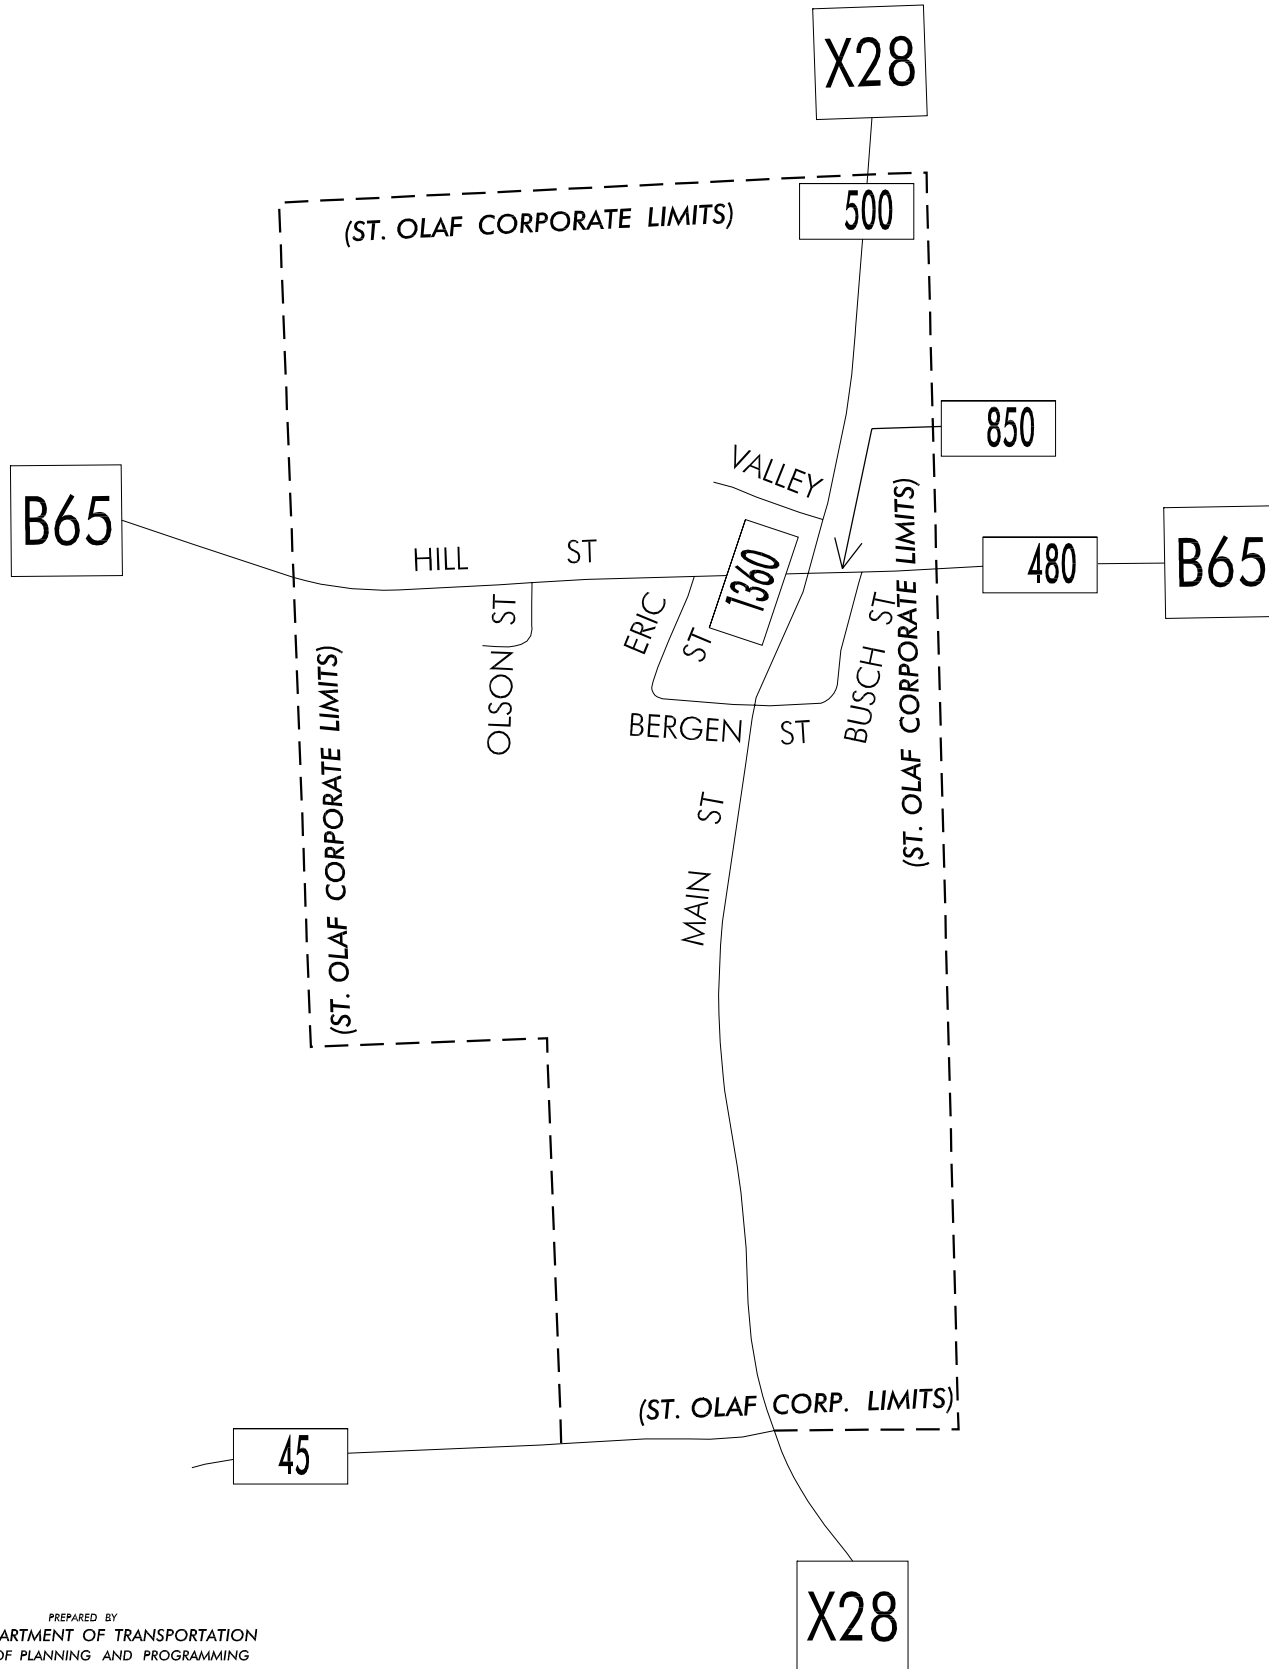 X28
500
(ST. OLAF CORPORATE LIMITS)
850
VALLEY
B65
HILL ST
1360
480
B65
(ST. OLAF CORPORATE LIMITS)
OLSON ST
ERIC ST
BUSCH ST
(ST. OLAF CORPORATE LIMITS)
BERGEN ST
MAIN ST
(ST. OLAF CORP. LIMITS)
45
X28
PREPARED BY
ARTMENT OF TRANSPORTATION
OF PLANNING AND PROGRAMMING